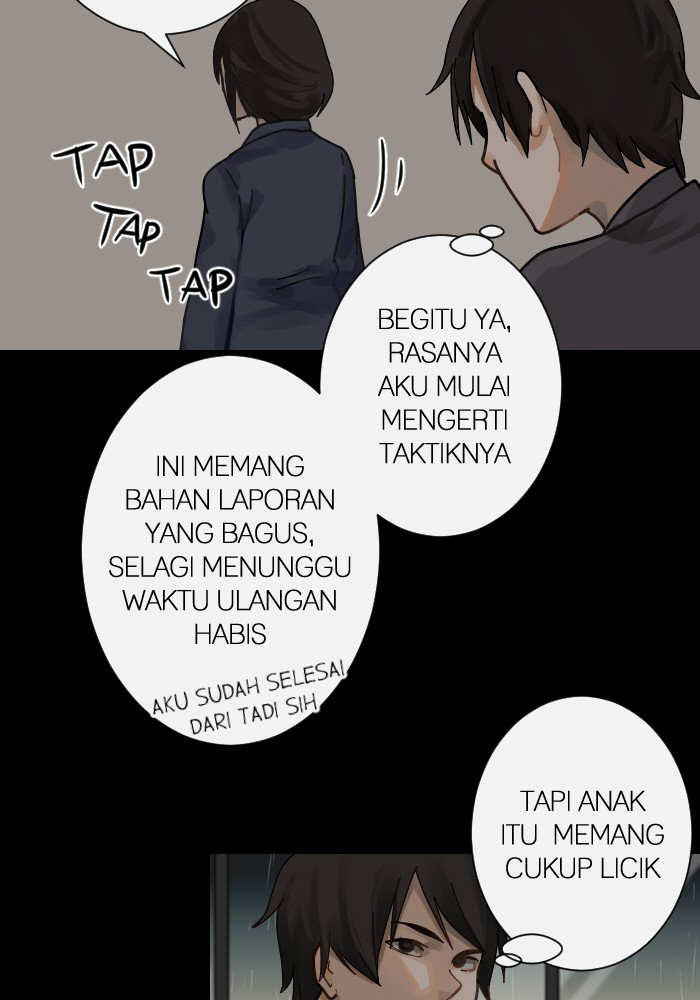 TAP
TAP
TAP
BEGITU YA,
RASANYA
AKU MULAI
MENGERTI
TAKTIKNYA
INI MEMANG
BAHAN LAPORAN
YANG BAGUS,
SELAGI MENUNGGU
WAKTU ULANGAN
HABIS
AKU SUDAH SELESAI
DARI TADI SIH
TAPI ANAK
ITU MEMANG
CUKUP LICIK